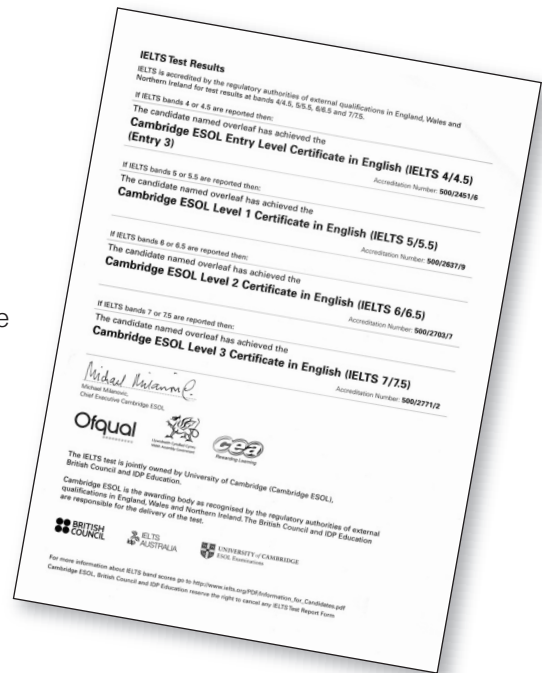 IELTS Test Results
IELTS is accredited by the regulatory authorities of external qualifications in England, Wales and
Northern Ireland for test results at bands 4/4.5, 5/5.5, 6/6.5 and 7/7.5.
If IELTS bands 4 or 4.5 are reported then:
The candidate named overleaf has achieved the
Cambridge ESOL Entry Level Certificate in English (IELTS 4/4.5)
(Entry 3)
Accreditation Number: 500/2451/6
If IELTS bands 5 or 5.5 are reported then:
The candidate named overleaf has achieved the
Cambridge ESOL Level 1 Certificate in English (IELTS 5/5.5)
Accreditation Number: 500/2637/9
If IELTS bands 6 or 6.5 are reported then:
The candidate named overleaf has achieved the
Cambridge ESOL Level 2 Certificate in English (IELTS 6/6.5)
Accreditation Number: 500/2703/7
If IELTS bands 7 or 7.5 are reported then:
The candidate named overleaf has achieved the
Cambridge ESOL Level 3 Certificate in English (IELTS 7/7.5)
Accreditation Number: 500/2771/2
Michael Milanovic
Michael Milanovic,
Chief Executive Cambridge ESOL
Ofqual
Llywodraeth Cynulliad Cymru
Welsh Assembly Government
ccea
Rewarding Learning
The IELTS test is jointly owned by University of Cambridge (Cambridge ESOL),
British Council and IDP Education.
Cambridge ESOL is the awarding body as recognised by the regulatory authorities of external
qualifications in England, Wales and Northern Ireland. The British Council and IDP Education
are responsible for the delivery of the test.
BRITISH
COUNCIL
IELTS
AUSTRALIA
UNIVERSITY of CAMBRIDGE
ESOL Examinations
For more information about IELTS band scores go to http://www.ielts.org/PDF/Information_for_Candidates.pdf
Cambridge ESOL, British Council and IDP Education reserve the right to cancel any IELTS Test Report Form
e